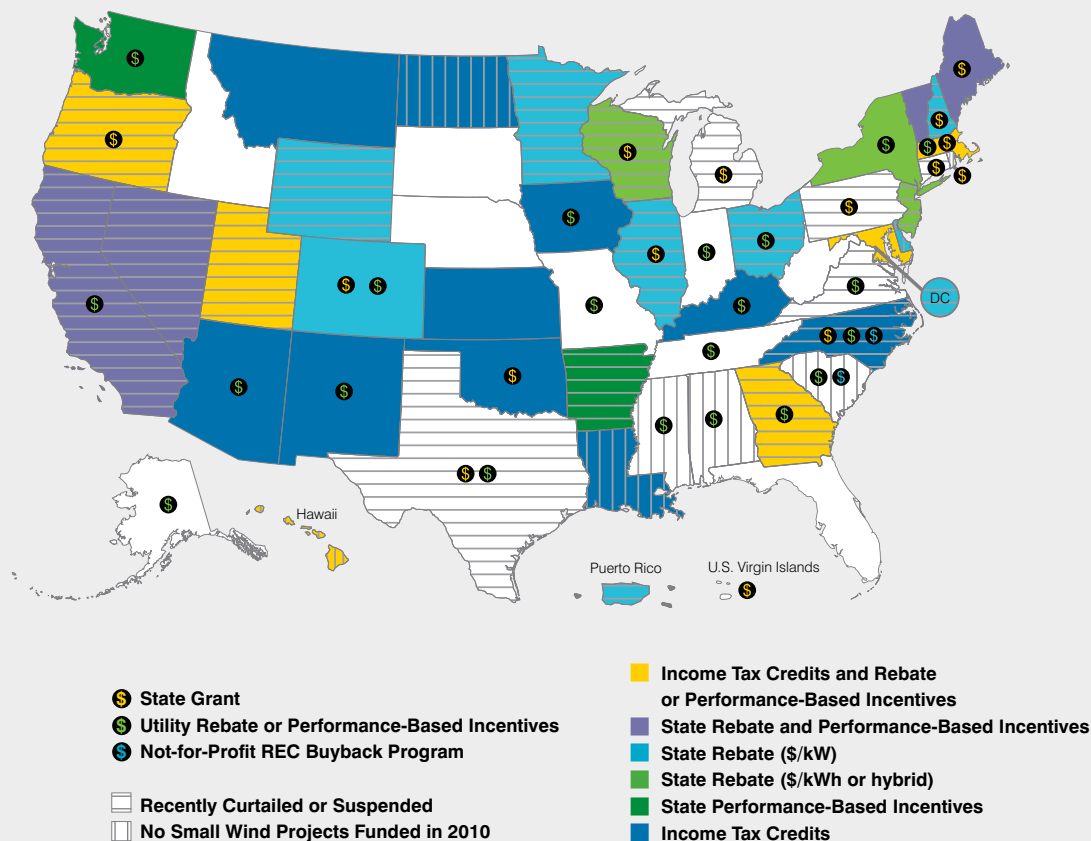 DC
Hawaii
Puerto Rico
U.S. Virgin Islands
$ State Grant
$ Utility Rebate or Performance-Based Incentives
$ Not-for-Profit REC Buyback Program
Recently Curtailed or Suspended
No Small Wind Projects Funded in 2010
Income Tax Credits and Rebate
or Performance-Based Incentives
State Rebate and Performance-Based Incentives
State Rebate ($/kW)
State Rebate ($/kWh or hybrid)
State Performance-Based Incentives
Income Tax Credits